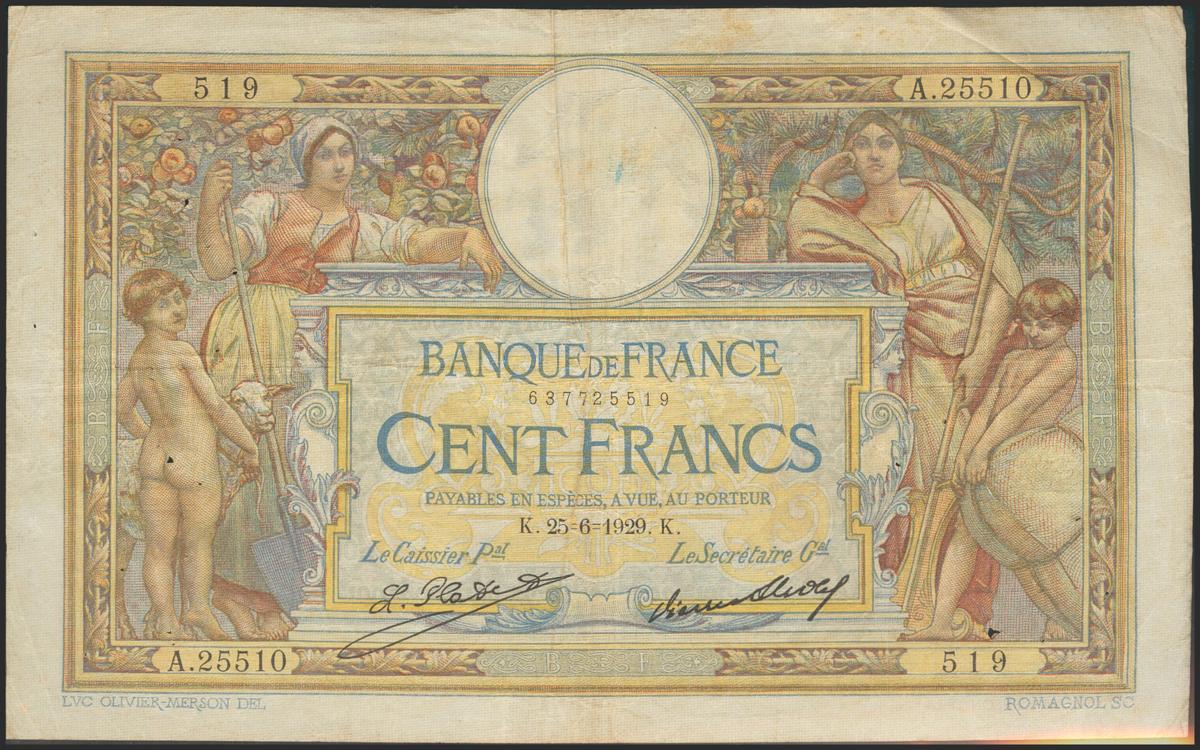 519
A.25510
B F
B F
BANQUE DE FRANCE
637725519
CENT FRANCS
PAYABLES EN ESPÈCES, A VUE, AU PORTEUR
K. 25=6=1929. K.
Le Caissier Pal
Le Secrétaire Gal
A.25510
B F
519
LVC OLIVIER-MERSON DEL
ROMAGNOL SC